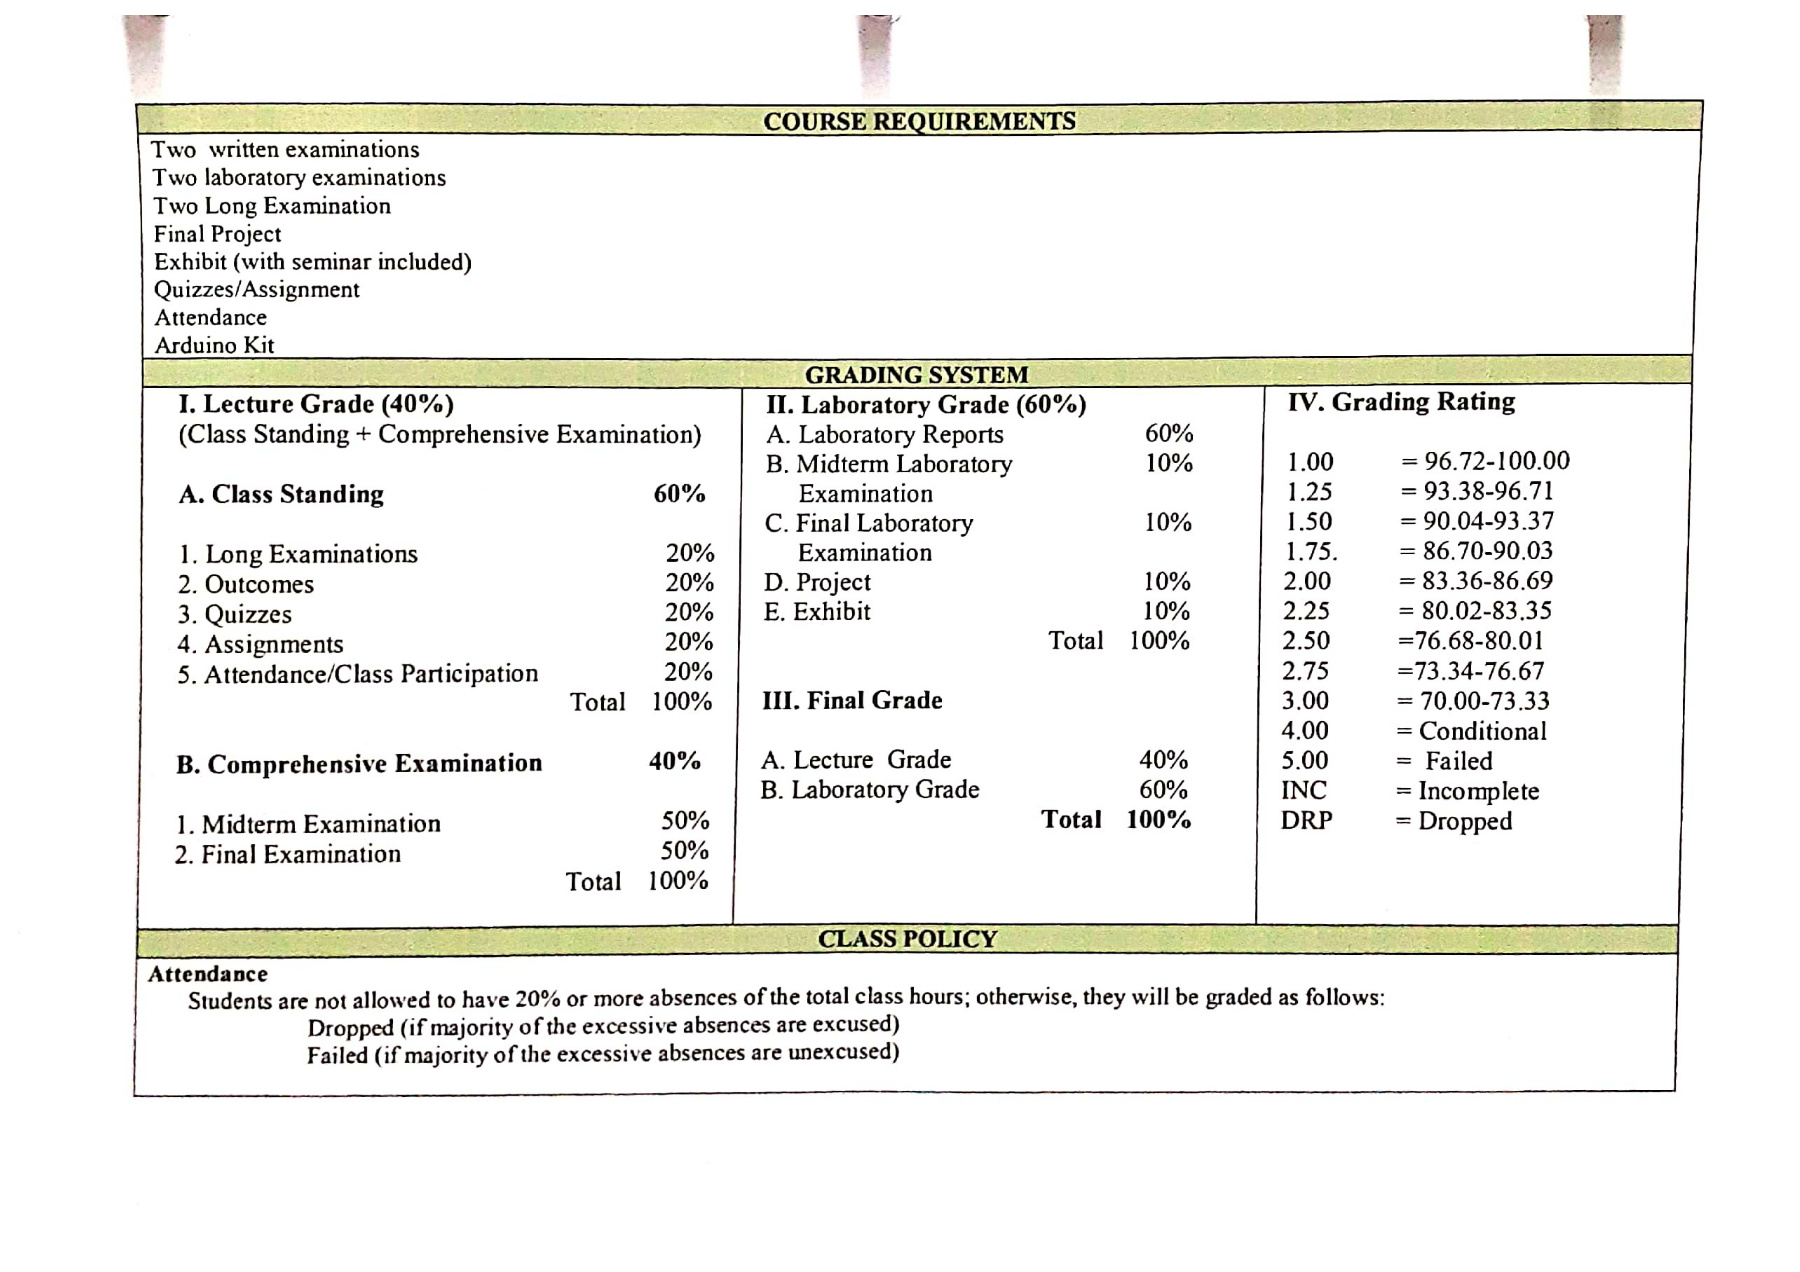 COURSE REQUIREMENTS
Two written examinations
Two laboratory examinations
Two Long Examination
Final Project
Exhibit (with seminar included)
Quizzes/Assignment
Attendance
Arduino Kit
GRADING SYSTEM
I. Lecture Grade (40%)
(Class Standing + Comprehensive Examination)
A. Class Standing 60%
1. Long Examinations 20%
2. Outcomes 20%
3. Quizzes 20%
4. Assignments 20%
5. Attendance/Class Participation 20%
Total 100%
B. Comprehensive Examination 40%
1. Midterm Examination 50%
2. Final Examination 50%
Total 100%
II. Laboratory Grade (60%)
A. Laboratory Reports 60%
B. Midterm Laboratory 10%
Examination
C. Final Laboratory 10%
Examination
D. Project 10%
E. Exhibit 10%
Total 100%
III. Final Grade
A. Lecture Grade 40%
B. Laboratory Grade 60%
Total 100%
IV. Grading Rating
1.00 = 96.72-100.00
1.25 = 93.38-96.71
1.50 = 90.04-93.37
1.75. = 86.70-90.03
2.00 = 83.36-86.69
2.25 = 80.02-83.35
2.50 =76.68-80.01
2.75 =73.34-76.67
3.00 = 70.00-73.33
4.00 = Conditional
5.00 = Failed
INC = Incomplete
DRP = Dropped
CLASS POLICY
Attendance
Students are not allowed to have 20% or more absences of the total class hours; otherwise, they will be graded as follows:
Dropped (if majority of the excessive absences are excused)
Failed (if majority of the excessive absences are unexcused)